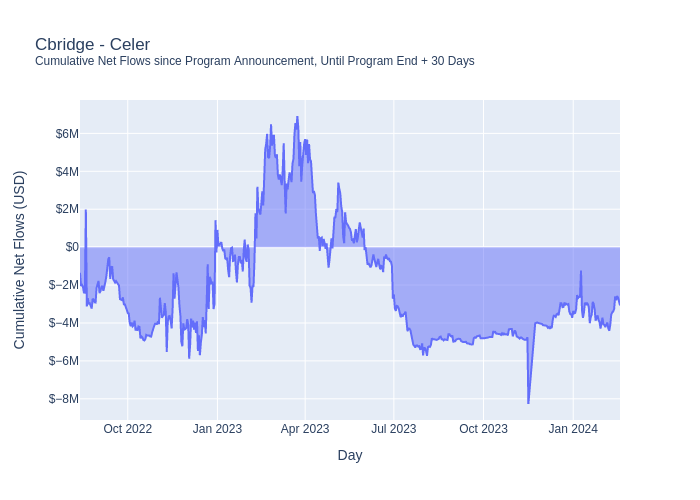 Cbridge - Celer
Cumulative Net Flows since Program Announcement, Until Program End + 30 Days
$6M
$4M
$2M
$0
$−2M
$−4M
$−6M
$−8M
Cumulative Net Flows (USD)
Oct 2022
Jan 2023
Apr 2023
Jul 2023
Oct 2023
Jan 2024
Day